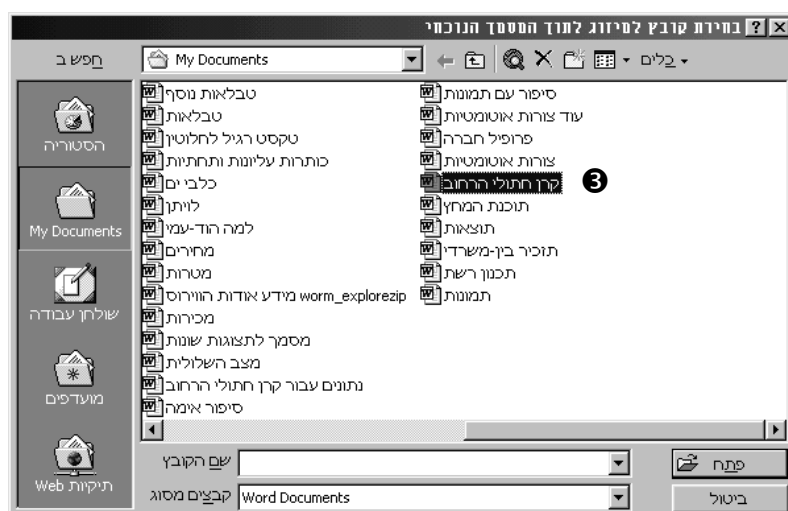 בחירת קובץ למיזוג לתוך המסמך הנוכחי
חפש ב
My Documents
כלים
הסטוריה
My Documents
שולחן עבודה
מועדפים
תיקיות Web
טבלאות נוסף
טבלאות
טקסט רגיל לחלוטין
כותרות עליונות ותחתיות
כלבי ים
לויתן
למה הוד-עמי
מחירים
מטרות
מידע אודות הווירוס worm_explorezip
מכירות
מסמך לתצוגות שונות
מצב השלולית
נתונים עבור קרן חתולי הרחוב
סיפור אימה
סיפור עם תמונות
עוד צורות אוטומטיות
פרופיל חברה
צורות אוטומטיות
קרן חתולי הרחוב
3
תוכנת המחץ
תוצאות
תזכיר בין-משרדי
תכנון רשת
תמונות
שם הקובץ
פתח
קבצים מסוג
Word Documents
ביטול